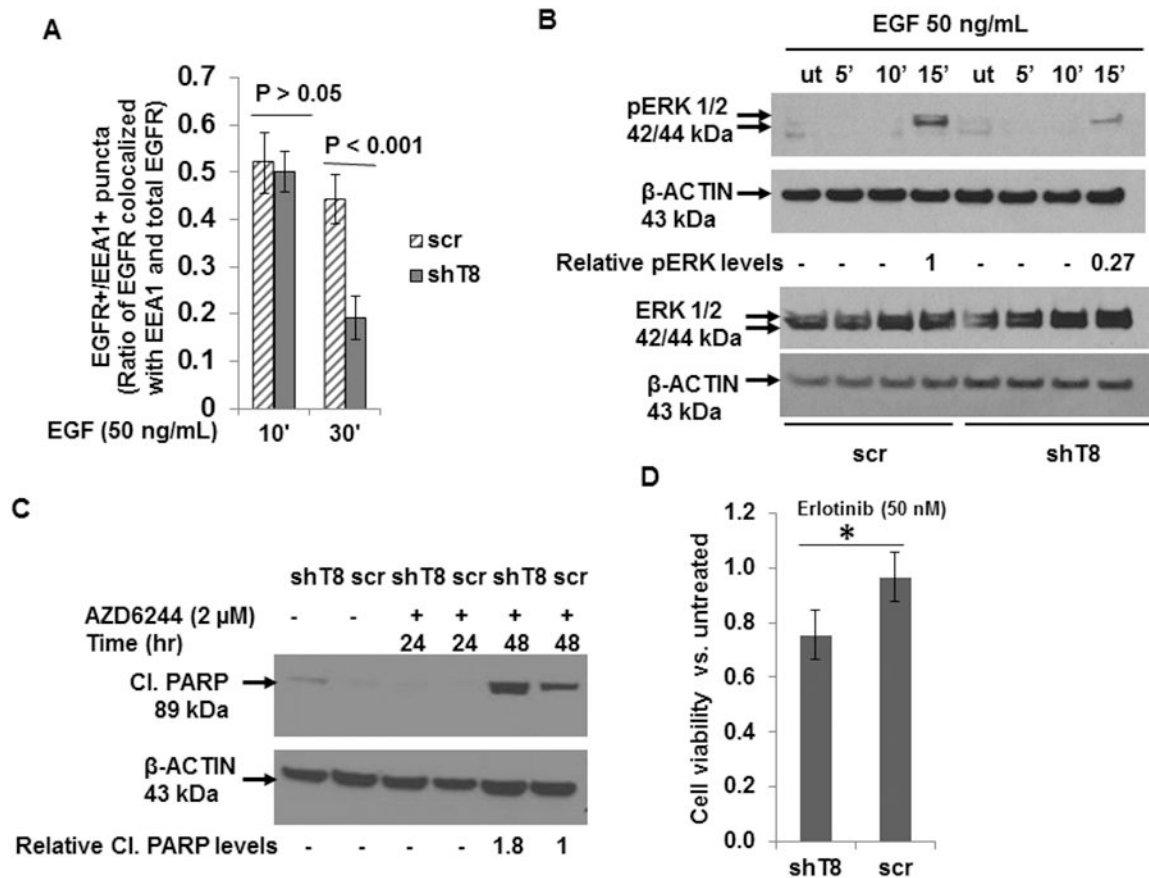 A
EGFR+/EEA1+ puncta
(Ratio of EGFR colocalized
with EEA1 and total EGFR)
0.7
0.6
0.5
0.4
0.3
0.2
0.1
0
P > 0.05
P < 0.001
scr
shT8
EGF (50 ng/mL) 10' 30'
B
EGF 50 ng/mL
ut 5’ 10’ 15’ ut 5’ 10’ 15’
pERK 1/2
42/44 kDa
β-ACTIN
43 kDa
Relative pERK levels - - - 1 - - - 0.27
ERK 1/2
42/44 kDa
β-ACTIN
43 kDa
scr shT8
C
shT8 scr shT8 scr shT8 scr
AZD6244 (2 µM) - - + + + +
Time (hr) 24 24 48 48
Cl. PARP
89 kDa
β-ACTIN
43 kDa
Relative Cl. PARP levels - - - - 1.8 1
D
Erlotinib (50 nM)
*
Cell viability vs. untreated
1.2
1.0
0.8
0.6
0.4
0.2
0.0
shT8 scr